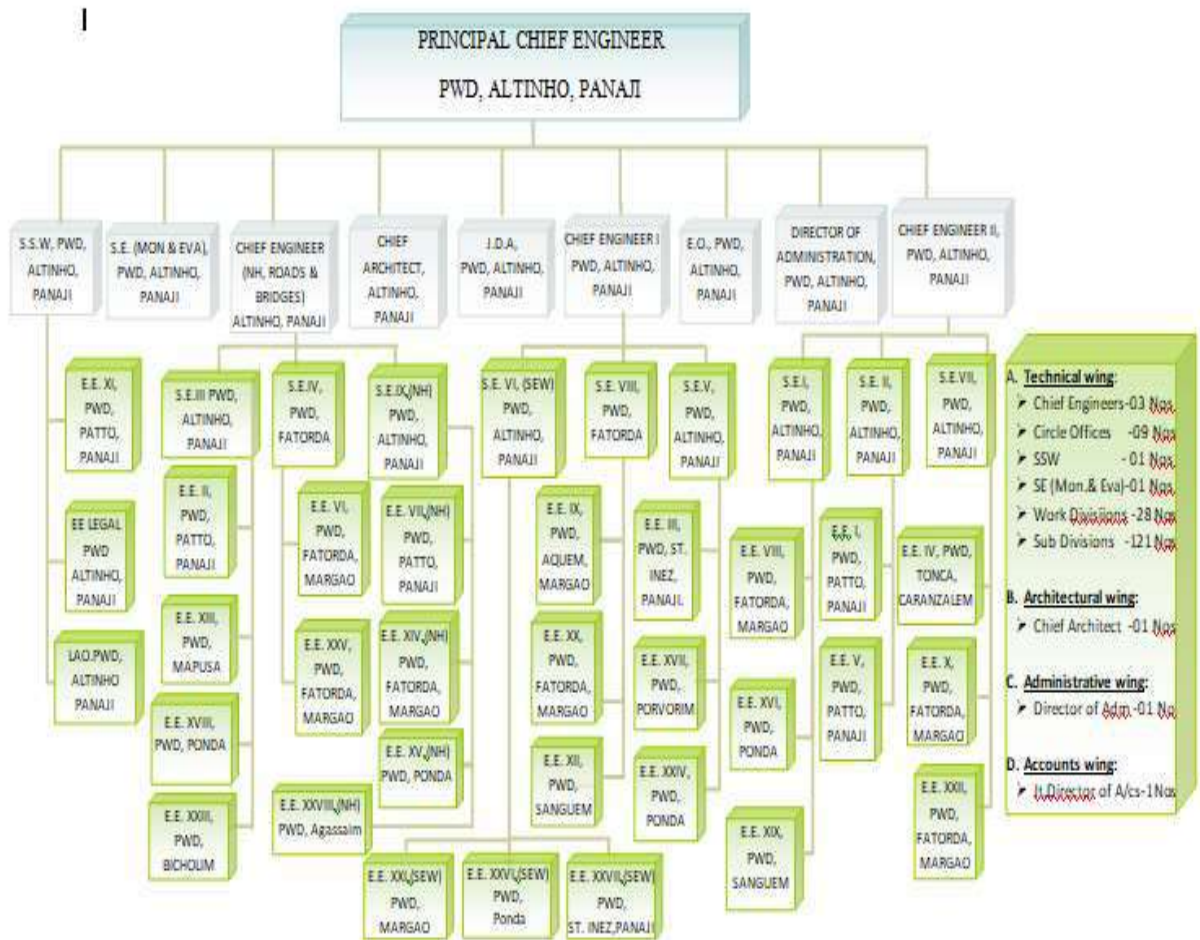 PRINCIPAL CHIEF ENGINEER
PWD, ALTINHO, PANAJI
S.S.W, PWD,
ALTINHO,
PANAJI
S.E. (MON & EVA),
PWD, ALTINHO,
PANAJI
CHIEF ENGINEER
(NH, ROADS &
BRIDGES)
ALTINHO, PANAJI
CHIEF
ARCHITECT,
ALTINHO,
PANAJI
J.D.A,
PWD, ALTINHO,
PANAJI
CHIEF ENGINEER I
PWD, ALTINHO,
PANAJI
E.O., PWD,
ALTINHO,
PANAJI
DIRECTOR OF
ADMINISTRATION,
PWD, ALTINHO,
PANAJI
CHIEF ENGINEER II,
PWD, ALTINHO,
PANAJI
E.E. XI,
PWD,
PATTO,
PANAJI
EE LEGAL,
PWD
ALTINHO,
PANAJI
LAO.PWD,
ALTINHO
PANAJI
S.E.III PWD,
ALTINHO,
PANAJI
S.E.IV,
PWD,
FATORDA
S.E.IX,(NH)
PWD,
ALTINHO,
PANAJI
S.E. VI, (SEW)
PWD,
ALTINHO,
PANAJI
S.E. VIII,
PWD,
FATORDA
S.E.V,
PWD,
ALTINHO,
PANAJI
S.E.I,
PWD,
ALTINHO,
PANAJI
S.E. II,
PWD,
ALTINHO,
PANAJI
S.E.VII,
PWD,
ALTINHO,
PANAJI
E.E. II,
PWD,
PATTO,
PANAJI
E.E. XIII,
PWD,
MAPUSA
E.E. XVIII,
PWD, PONDA
E.E. XXIII,
PWD,
BICHOLIM
E.E. VI,
PWD,
FATORDA,
MARGAO
E.E. XXV,
PWD,
FATORDA,
MARGAO
E.E. VII,(NH)
PWD,
PATTO,
PANAJI
E.E. XIV,(NH)
PWD,
FATORDA,
MARGAO
E.E. XV,(NH)
PWD, PONDA
E.E. XXVIII,(NH)
PWD, Agassaim
E.E. XXI,(SEW)
PWD,
MARGAO
E.E. XXVI,(SEW)
PWD,
Ponda
E.E. XXVII,(SEW)
PWD,
ST. INEZ,PANAJI
E.E. IX,
PWD,
AQUEM,
MARGAO
E.E. XX,
PWD,
FATORDA,
MARGAO
E.E. XII,
PWD,
SANGUEM
E.E. III,
PWD, ST.
INEZ,
PANAJI.
E.E. XVII,
PWD,
PORVORIM
E.E. XXIV,
PWD,
PONDA
E.E. VIII,
PWD,
FATORDA,
MARGAO
E.E. XVI,
PWD,
PONDA
E.E. XIX,
PWD,
SANGUEM
E.E. I,
PWD,
PATTO,
PANAJI
E.E. V,
PWD,
PATTO,
PANAJI
E.E. IV, PWD,
TONCA,
CARANZALEM
E.E. X,
PWD,
FATORDA,
MARGAO
E.E. XXII,
PWD,
FATORDA,
MARGAO
A. Technical wing:
➤ Chief Engineers-03 Nos.
➤ Circle Offices -09 Nos
➤ SSW - 01 Nos.
➤ SE (Mon.& Eva)-01 Nos.
➤ Work Divisiions -28 Nos
➤ Sub Divisions -121 Nos
B. Architectural wing:
➤ Chief Architect -01 Nos
C. Administrative wing:
➤ Director of Adm.-01 No
D. Accounts wing:
➤ Jt.Director of A/cs-1Nos